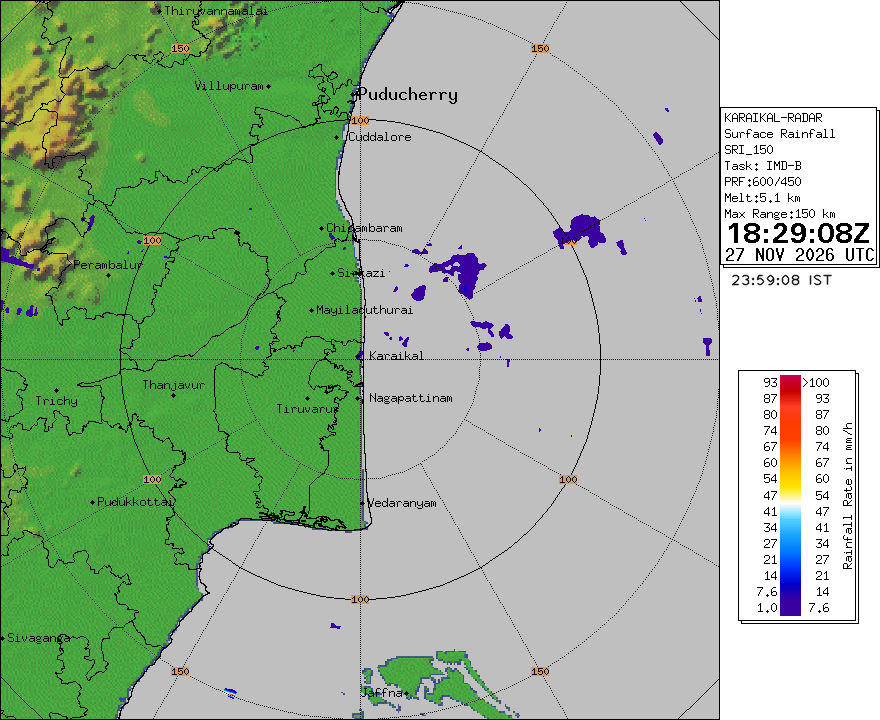 Thiruvannamalai
150
150
Villupuram
Puducherry
100
Cuddalore
Chidambaram
100
Perambalur
Sirkazi
Mayiladuthurai
Karaikal
Thanjavur
Trichy
Tiruvarur
Nagapattinam
100
100
Pudukkottai
Vedaranyam
100
Sivaganga
150
150
Jaffna
KARAIKAL-RADAR
Surface Rainfall
SRI_150
Task: IMD-B
PRF:600/450
Melt:5.1 km
Max Range:150 km
18:29:08Z
27 NOV 2026 UTC
23:59:08 IST
93 >100
87 93
80 87
74 80
67 74
60 67
54 60
47 54
41 47
34 41
27 34
21 27
14 21
7.6 14
1.0 7.6
Rainfall Rate in mm/h